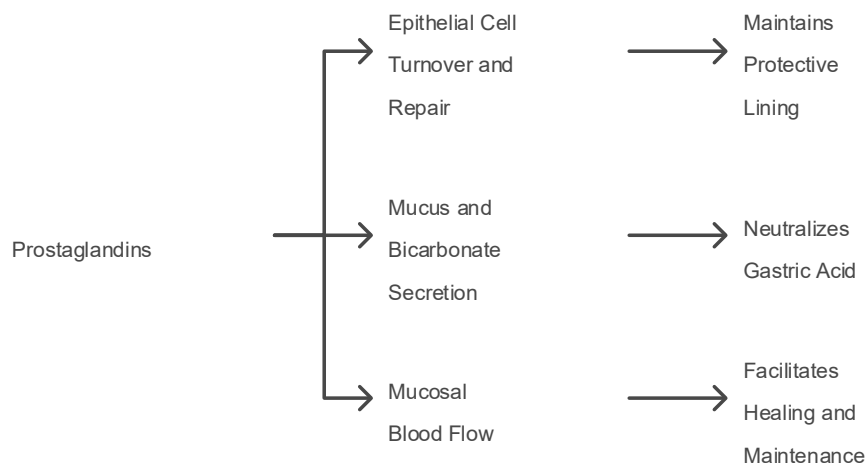 Prostaglandins
Epithelial Cell
Turnover and
Repair
Maintains
Protective
Lining
Mucus and
Bicarbonate
Secretion
Neutralizes
Gastric Acid
Mucosal
Blood Flow
Facilitates
Healing and
Maintenance